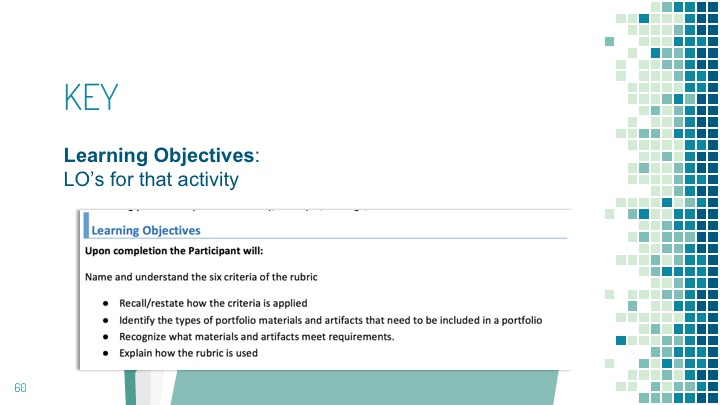 KEY
Learning Objectives:
LO's for that activity
Learning Objectives
Upon completion the Participant will:
Name and understand the six criteria of the rubric
● Recall/restate how the criteria is applied
● Identify the types of portfolio materials and artifacts that need to be included in a portfolio
● Recognize what materials and artifacts meet requirements.
● Explain how the rubric is used
60